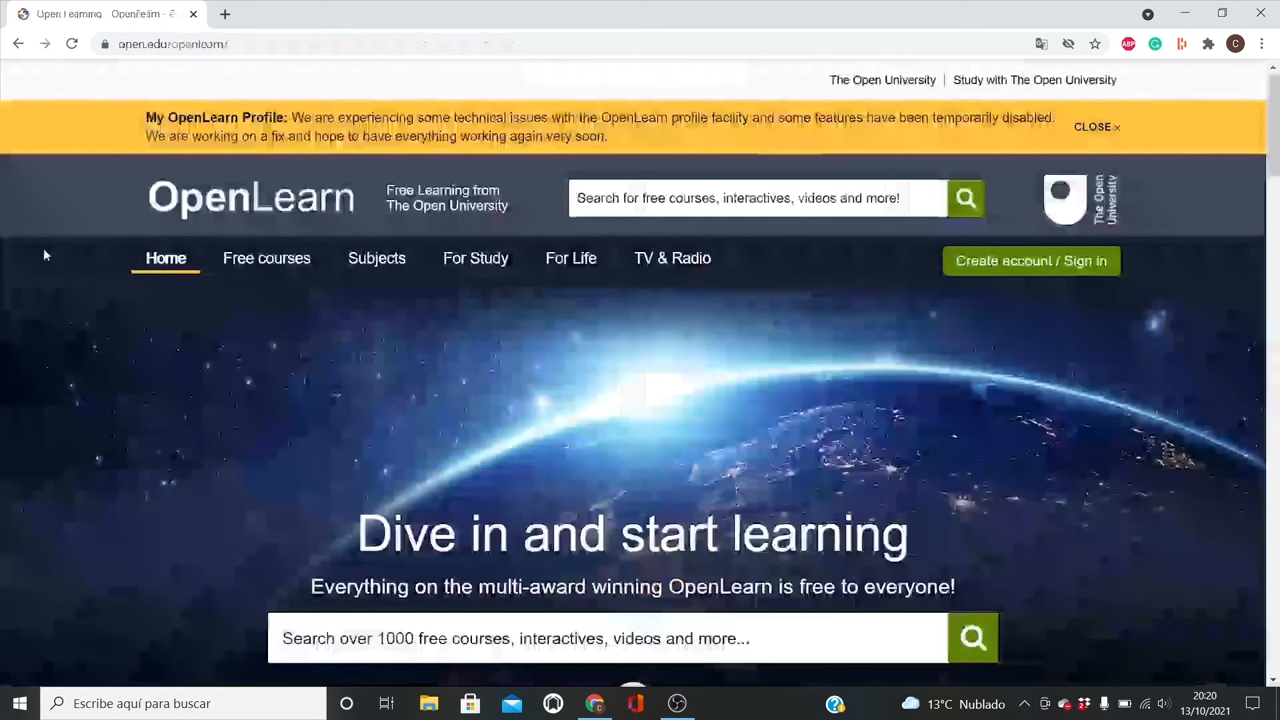 Open Learning
The Open University | Study with The Open University
My OpenLearn Profile: We are experiencing some technical issues with the OpenLearn profile facility and some features have been temporarily disabled.
We are working on a fix and hope to have everything working again very soon.
CLOSE ×
OpenLearn
Free Learning from
The Open University
Search for free courses, interactives, videos and more!
The Open
University
Home Free courses Subjects For Study For Life TV & Radio
Create account / Sign in
Dive in and start learning
Everything on the multi-award winning OpenLearn is free to everyone!
Search over 1000 free courses, interactives, videos and more...
ABP
C
Escribe aquí para buscar
13°C Nublado
20:20
13/10/2021